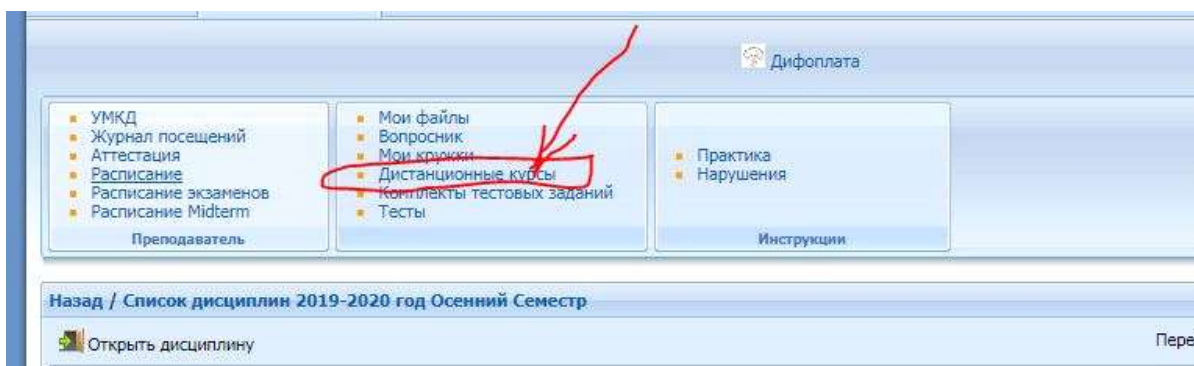 Дифоплата
УМКД
Журнал посещений
Аттестация
Расписание
Расписание экзаменов
Расписание Midterm
Преподаватель
Мои файлы
Вопросник
Мои кружки
Дистанционные курсы
Комплекты тестовых заданий
Тесты
Практика
Нарушения
Инструкции
Назад / Список дисциплин 2019-2020 год Осенний Семестр
Открыть дисциплину
Пере